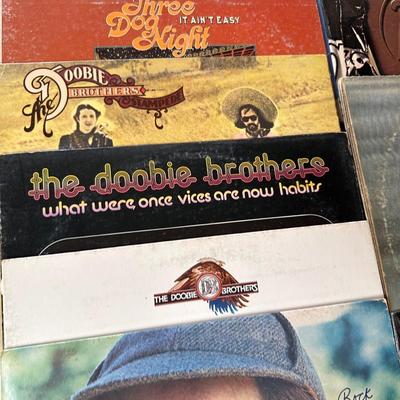 Three
Dog
Night
IT AIN'T EASY
The DOOBIE
BROTHERS
STAMPEDE
the doobie brothers
what were once vices are now habits
THE DOOBIE BROTHERS
Rock